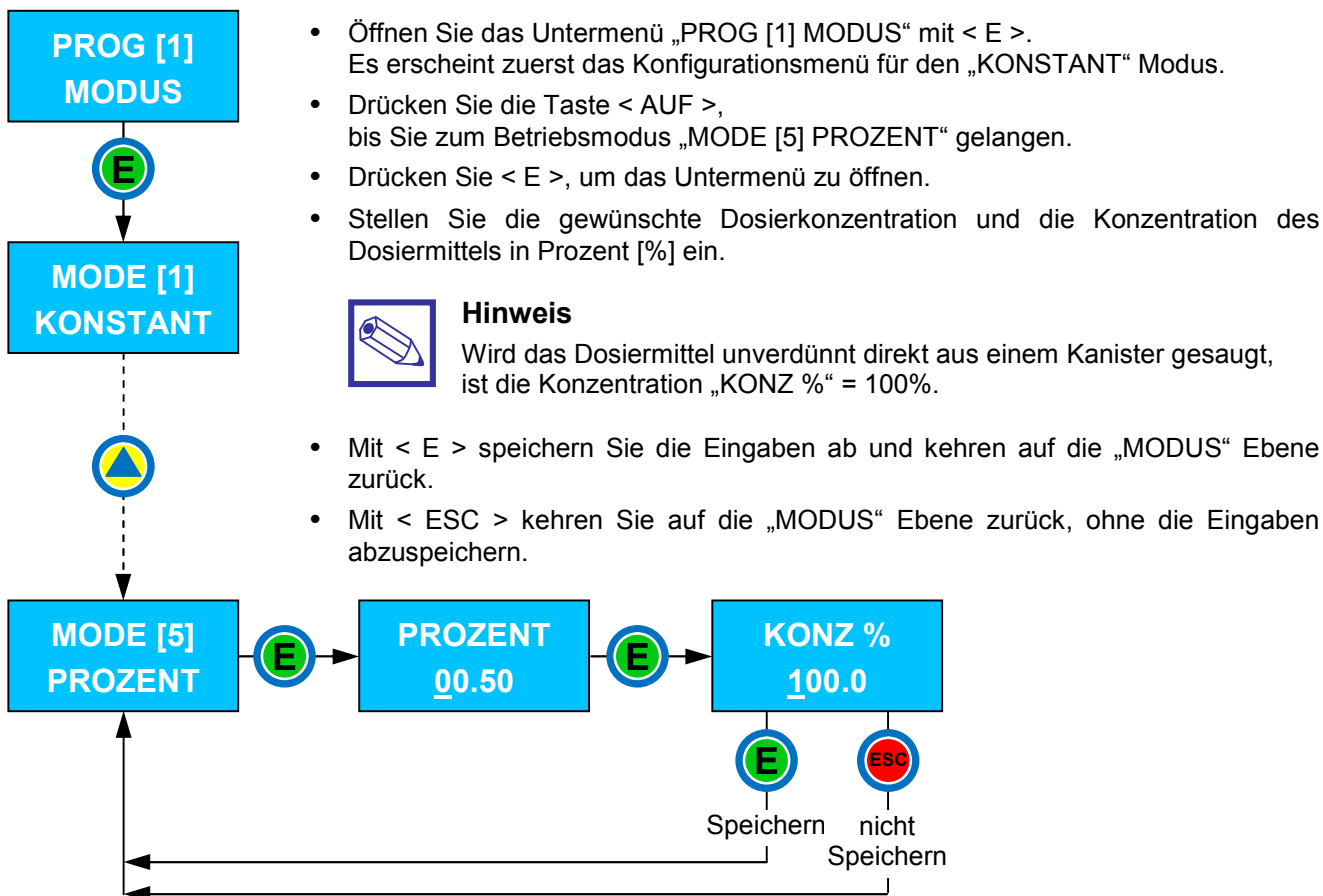 PROG [1]
MODUS
E
MODE [1]
KONSTANT
• Öffnen Sie das Untermenü „PROG [1] MODUS“ mit < E >.
Es erscheint zuerst das Konfigurationsmenü für den „KONSTANT“ Modus.
• Drücken Sie die Taste < AUF >,
bis Sie zum Betriebsmodus „MODE [5] PROZENT“ gelangen.
• Drücken Sie < E >, um das Untermenü zu öffnen.
• Stellen Sie die gewünschte Dosierkonzentration und die Konzentration des
Dosiermittels in Prozent [%] ein.
Hinweis
Wird das Dosiermittel unverdünnt direkt aus einem Kanister gesaugt,
ist die Konzentration „KONZ %“ = 100%.
• Mit < E > speichern Sie die Eingaben ab und kehren auf die „MODUS“ Ebene
zurück.
• Mit < ESC > kehren Sie auf die „MODUS“ Ebene zurück, ohne die Eingaben
abzuspeichern.
MODE [5]
PROZENT
E
PROZENT
00.50
E
KONZ %
100.0
E
ESC
Speichern
nicht
Speichern